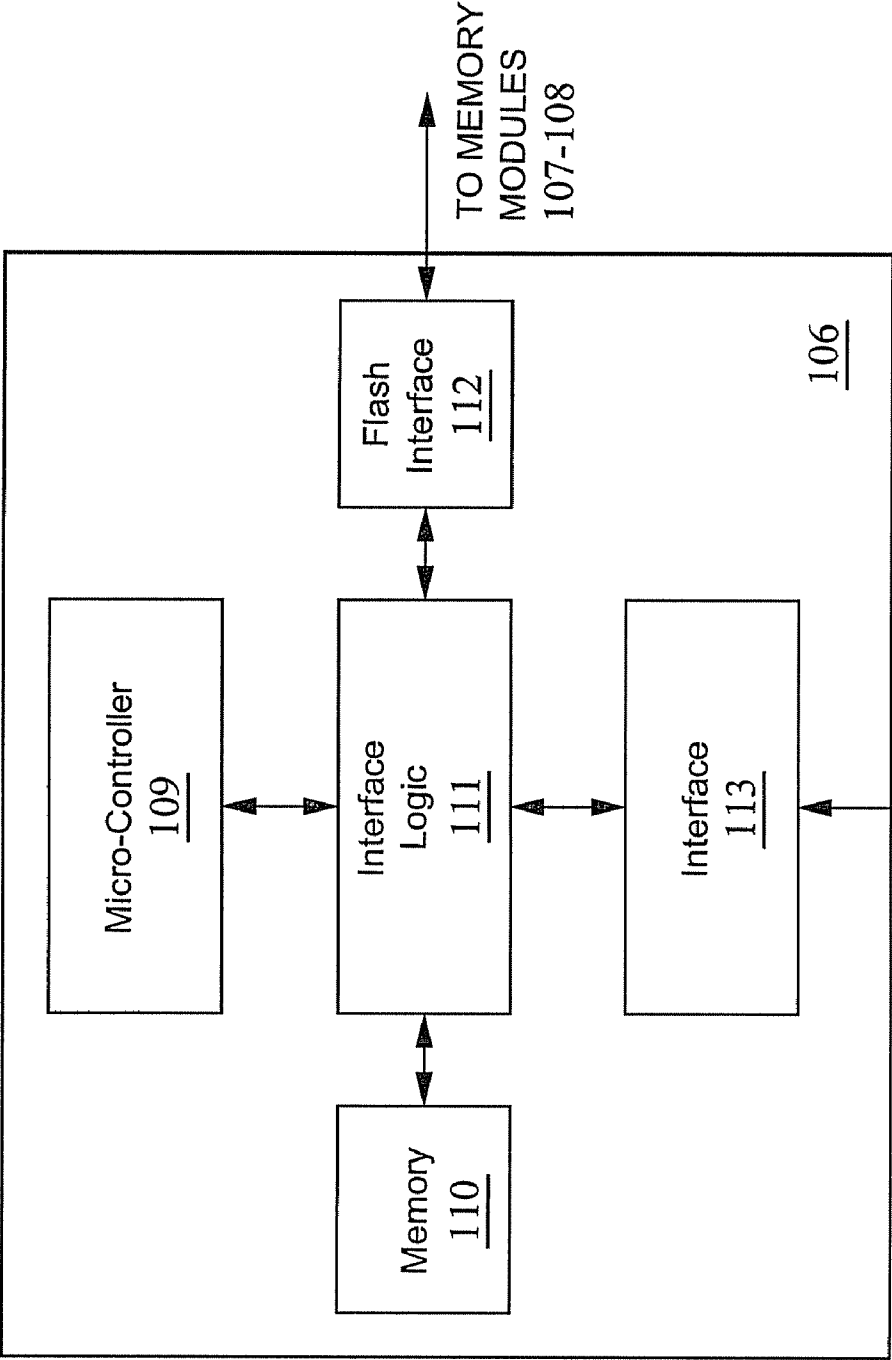 Micro-Controller
109
Memory
110
Interface
Logic
111
Flash
Interface
112
TO MEMORY
MODULES
107-108
Interface
113
106